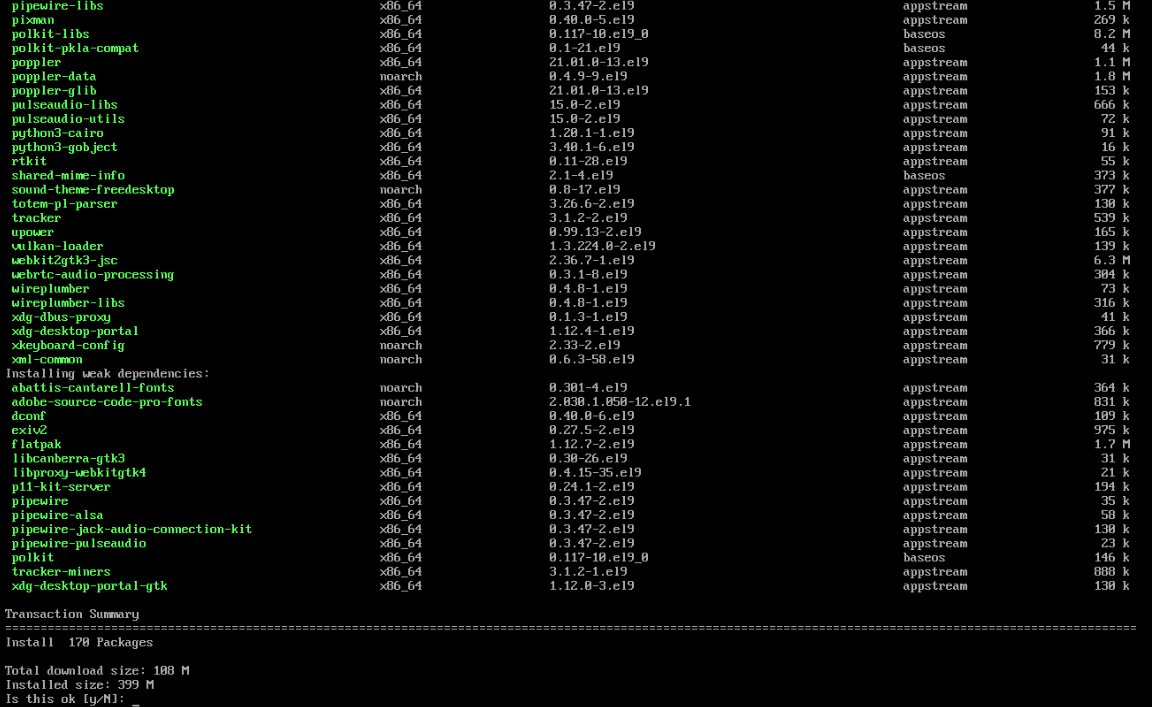 pipewire-libs x86_64 0.3.47-2.el9 appstream 1.5 M
pixman x86_64 0.40.0-5.el9 appstream 269 k
polkit-libs x86_64 0.117-10.el9_0 baseos 8.2 M
polkit-pkla-compat x86_64 0.1-21.el9 baseos 44 k
poppler x86_64 21.01.0-13.el9 appstream 1.1 M
poppler-data noarch 0.4.9-9.el9 appstream 1.8 M
poppler-glib x86_64 21.01.0-13.el9 appstream 153 k
pulseaudio-libs x86_64 15.0-2.el9 appstream 666 k
pulseaudio-utils x86_64 15.0-2.el9 appstream 72 k
python3-cairo x86_64 1.20.1-1.el9 appstream 91 k
python3-gobject x86_64 3.40.1-6.el9 appstream 16 k
rtkit x86_64 0.11-28.el9 appstream 55 k
shared-mime-info x86_64 2.1-4.el9 baseos 373 k
sound-theme-freedesktop noarch 0.8-17.el9 appstream 377 k
totem-pl-parser x86_64 3.26.6-2.el9 appstream 130 k
tracker x86_64 3.1.2-2.el9 appstream 539 k
upower x86_64 0.99.13-2.el9 appstream 165 k
vulkan-loader x86_64 1.3.224.0-2.el9 appstream 139 k
webkit2gtk3-jsc x86_64 2.36.7-1.el9 appstream 6.3 M
webrtc-audio-processing x86_64 0.3.1-8.el9 appstream 304 k
wireplumber x86_64 0.4.8-1.el9 appstream 73 k
wireplumber-libs x86_64 0.4.8-1.el9 appstream 316 k
xdg-dbus-proxy x86_64 0.1.3-1.el9 appstream 41 k
xdg-desktop-portal x86_64 1.12.4-1.el9 appstream 366 k
xkeyboard-config noarch 2.33-2.el9 appstream 779 k
xml-common noarch 0.6.3-58.el9 appstream 31 k
Installing weak dependencies:
abattis-cantarell-fonts noarch 0.301-4.el9 appstream 364 k
adobe-source-code-pro-fonts noarch 2.030.1.050-12.el9.1 appstream 831 k
dconf x86_64 0.40.0-6.el9 appstream 109 k
exiv2 x86_64 0.27.5-2.el9 appstream 975 k
flatpak x86_64 1.12.7-2.el9 appstream 1.7 M
libcanberra-gtk3 x86_64 0.30-26.el9 appstream 31 k
libproxy-webkitgtk4 x86_64 0.4.15-35.el9 appstream 21 k
p11-kit-server x86_64 0.24.1-2.el9 appstream 194 k
pipewire x86_64 0.3.47-2.el9 appstream 35 k
pipewire-alsa x86_64 0.3.47-2.el9 appstream 58 k
pipewire-jack-audio-connection-kit x86_64 0.3.47-2.el9 appstream 130 k
pipewire-pulseaudio x86_64 0.3.47-2.el9 appstream 23 k
polkit x86_64 0.117-10.el9_0 baseos 146 k
tracker-miners x86_64 3.1.2-1.el9 appstream 888 k
xdg-desktop-portal-gtk x86_64 1.12.0-3.el9 appstream 130 k
Transaction Summary
================================================================================
Install 170 Packages
Total download size: 108 M
Installed size: 399 M
Is this ok [y/N]: _